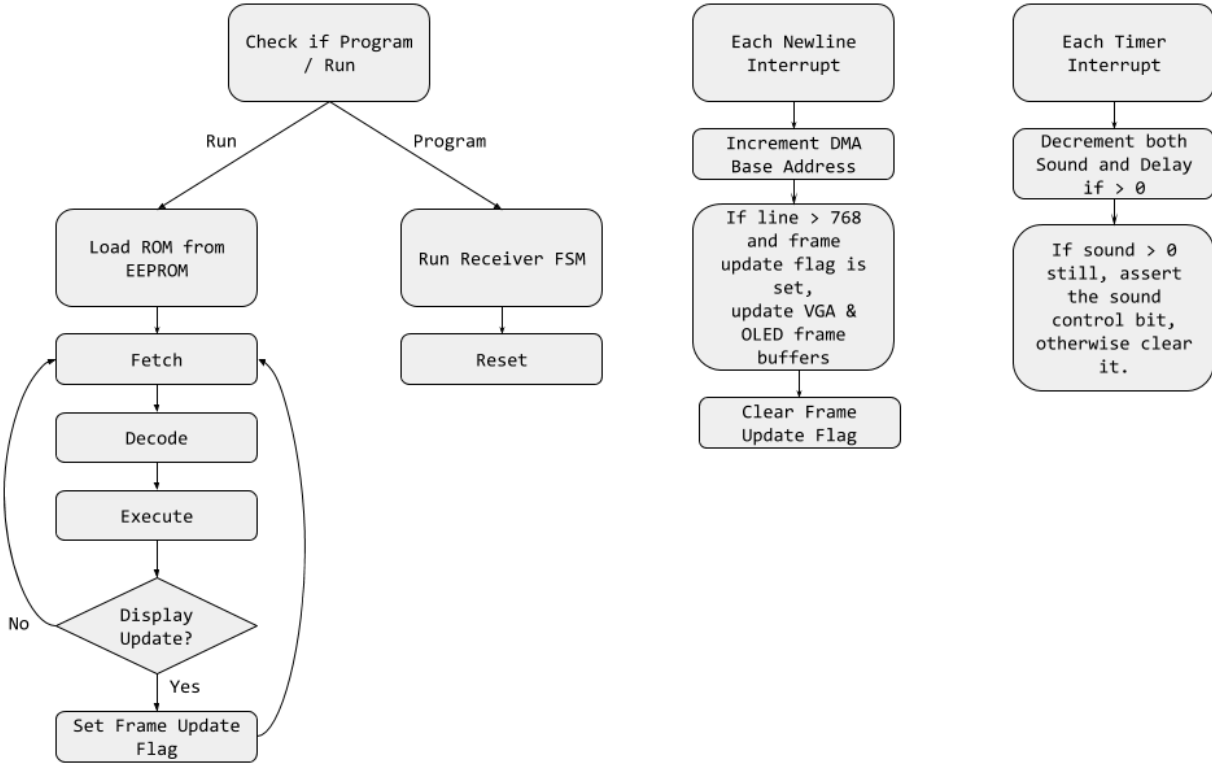 Check if Program
/ Run
Run
Program
Load ROM from
EEPROM
Run Receiver FSM
Fetch
Reset
Decode
Execute
Display
Update?
No
Yes
Set Frame Update
Flag
Each Newline
Interrupt
Increment DMA
Base Address
If line > 768
and frame
update flag is
set,
update VGA &
OLED frame
buffers
Clear Frame
Update Flag
Each Timer
Interrupt
Decrement both
Sound and Delay
if > 0
If sound > 0
still, assert
the sound
control bit,
otherwise clear
it.